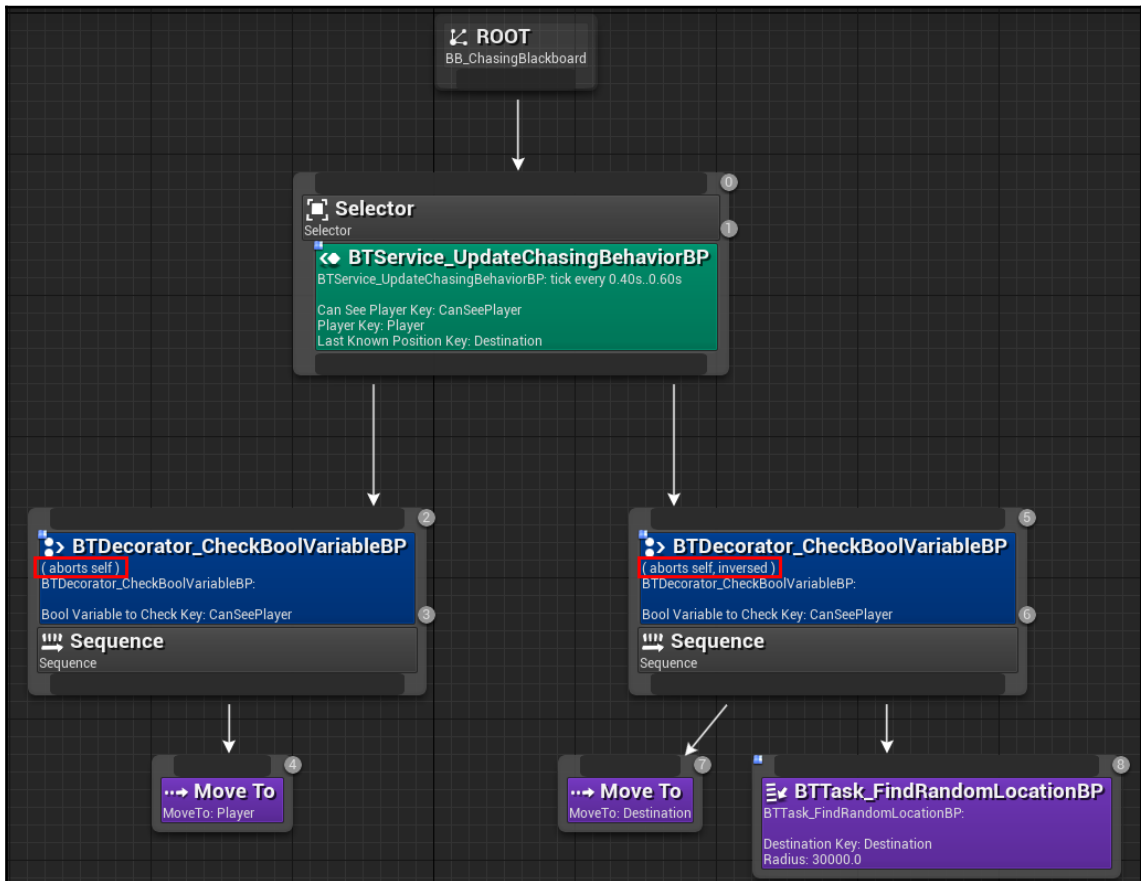 ROOT
BB_ChasingBlackboard
0
Selector
Selector
1
BTService_UpdateChasingBehaviorBP
BTService_UpdateChasingBehaviorBP: tick every 0.40s..0.60s
Can See Player Key: CanSeePlayer
Player Key: Player
Last Known Position Key: Destination
2
BTDecorator_CheckBoolVariableBP
( aborts self )
BTDecorator_CheckBoolVariableBP:
Bool Variable to Check Key: CanSeePlayer
3
Sequence
Sequence
5
BTDecorator_CheckBoolVariableBP
( aborts self, inversed )
BTDecorator_CheckBoolVariableBP:
Bool Variable to Check Key: CanSeePlayer
6
Sequence
Sequence
4
Move To
MoveTo: Player
7
Move To
MoveTo: Destination
8
BTTask_FindRandomLocationBP
BTTask_FindRandomLocationBP:
Destination Key: Destination
Radius: 30000.0